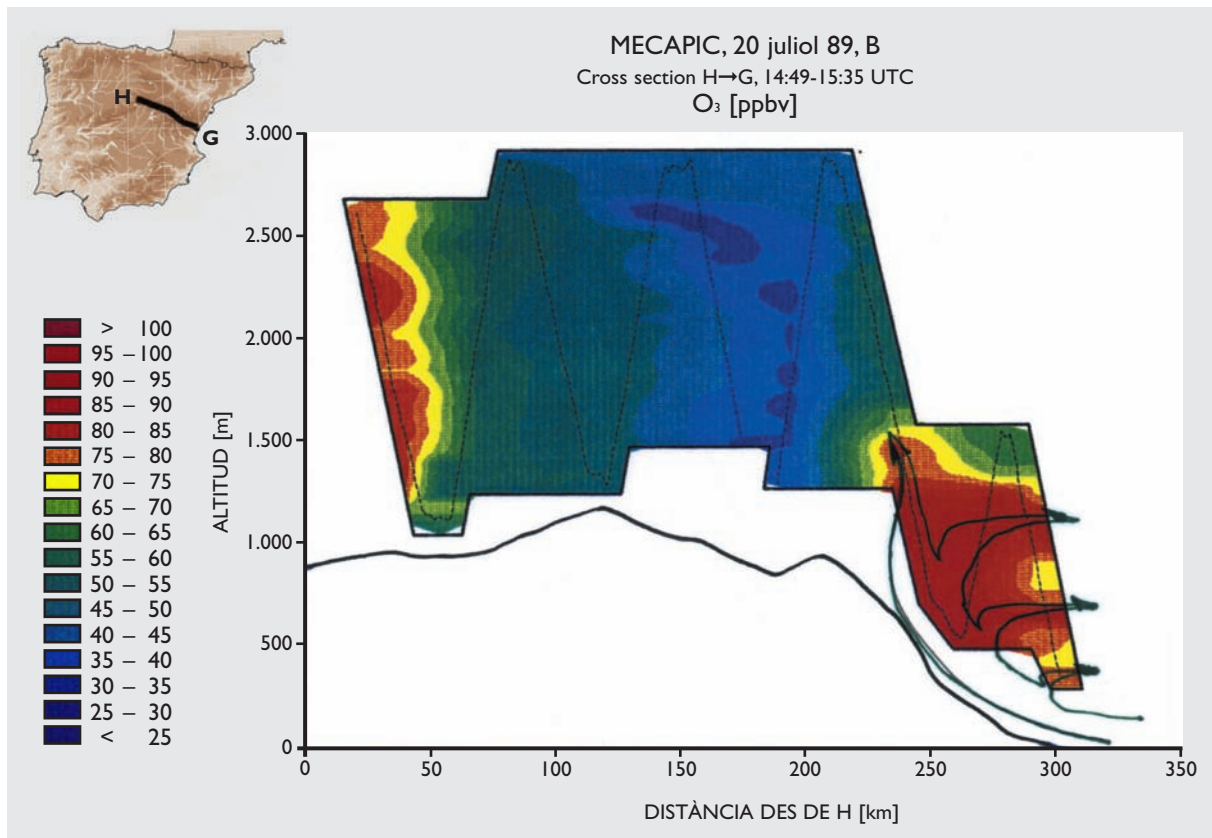 MECAPIC, 20 juliol 89, B
Cross section H→G, 14:49-15:35 UTC
O₃ [ppbv]
H
G
3.000
2.500
2.000
1.500
1.000
500
0
ALTITUD [m]
> 100
95 – 100
90 – 95
85 – 90
80 – 85
75 – 80
70 – 75
65 – 70
60 – 65
55 – 60
50 – 55
45 – 50
40 – 45
35 – 40
30 – 35
25 – 30
< 25
0 50 100 150 200 250 300 350
DISTÀNCIA DES DE H [km]